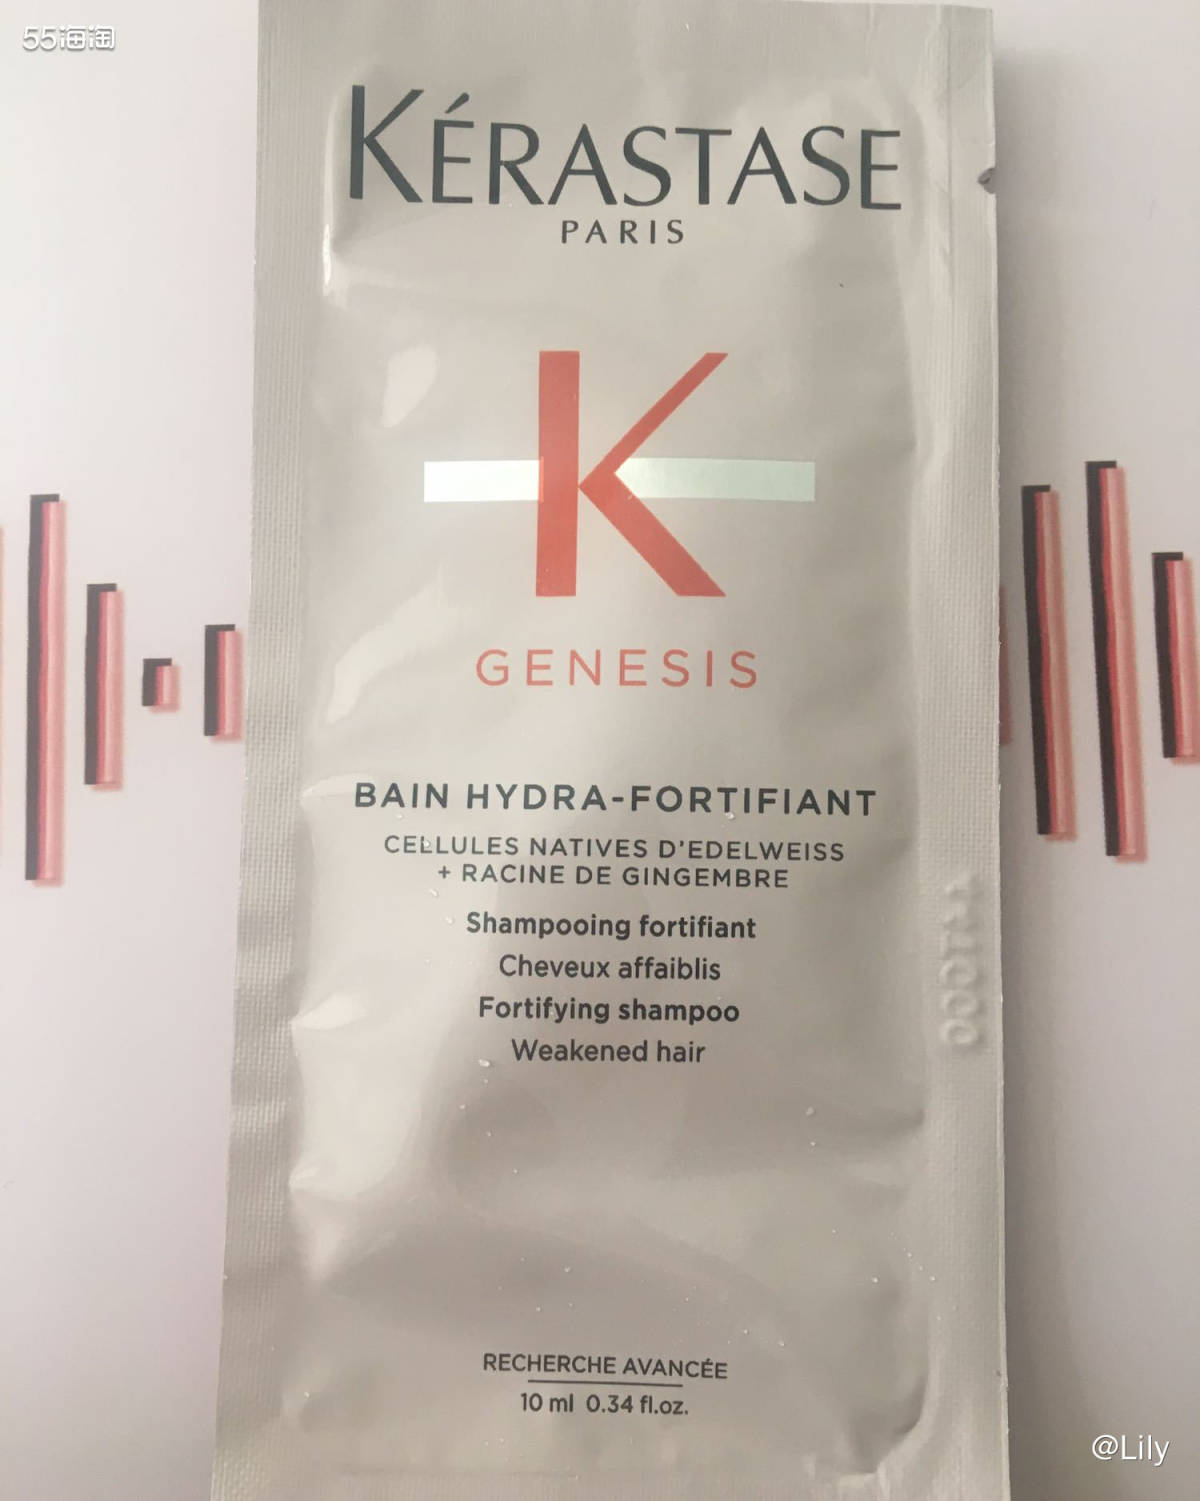 55海淘
KÉRASTASE
PARIS
K
GENESIS
BAIN HYDRA-FORTIFIANT
CELLULES NATIVES D'EDELWEISS
+ RACINE DE GINGEMBRE
Shampooing fortifiant
Cheveux affaiblis
Fortifying shampoo
Weakened hair
RECHERCHE AVANCÉE
10 ml 0.34 fl.oz.
@Lily